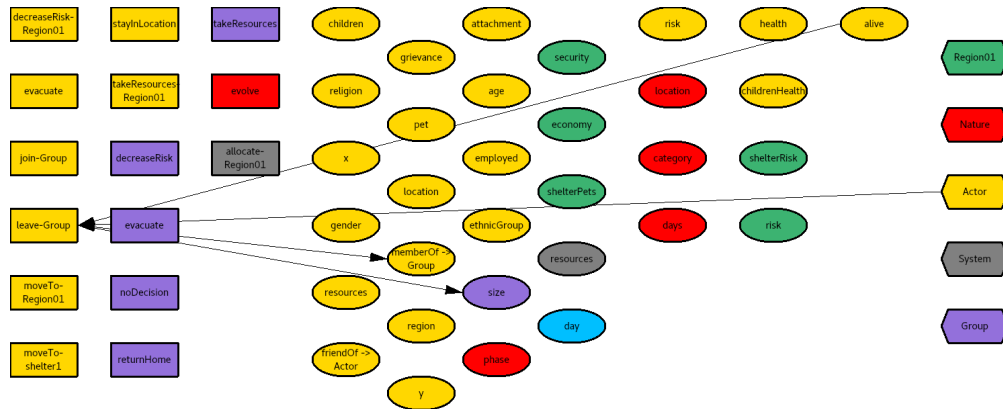 decreaseRisk-
Region01
stayInLocation
takeResources
children
attachment
risk
health
alive
grievance
security
Region01
evacuate
takeResources-
Region01
evolve
religion
age
location
childrenHealth
pet
economy
Nature
join-Group
decreaseRisk
allocate-
Region01
x
employed
category
shelterRisk
location
shelterPets
Actor
leave-Group
evacuate
gender
ethnicGroup
days
risk
memberOf ->
Group
resources
System
moveTo-
Region01
noDecision
resources
size
region
day
Group
moveTo-
shelter1
returnHome
friendOf ->
Actor
phase
y